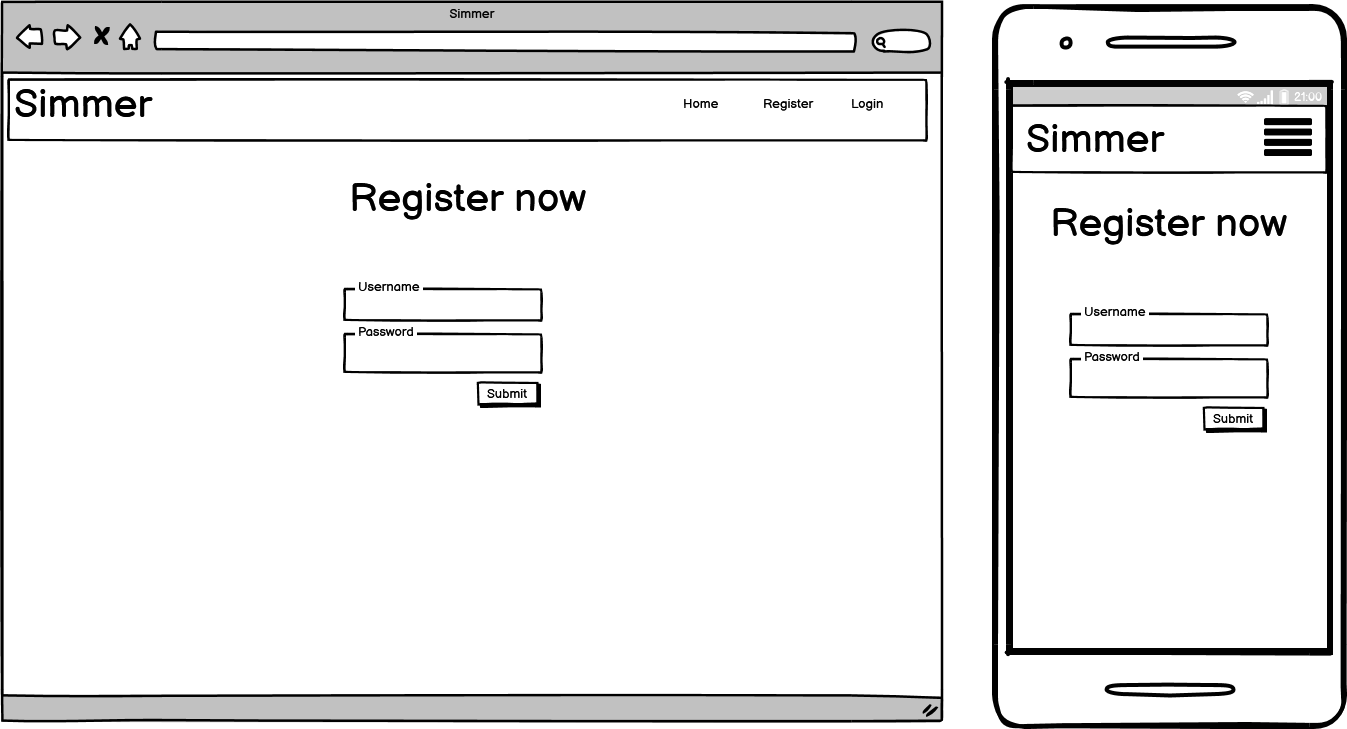 Simmer
Simmer
Home Register Login
Register now
Username
Password
Submit
21:00
Simmer
Register now
Username
Password
Submit